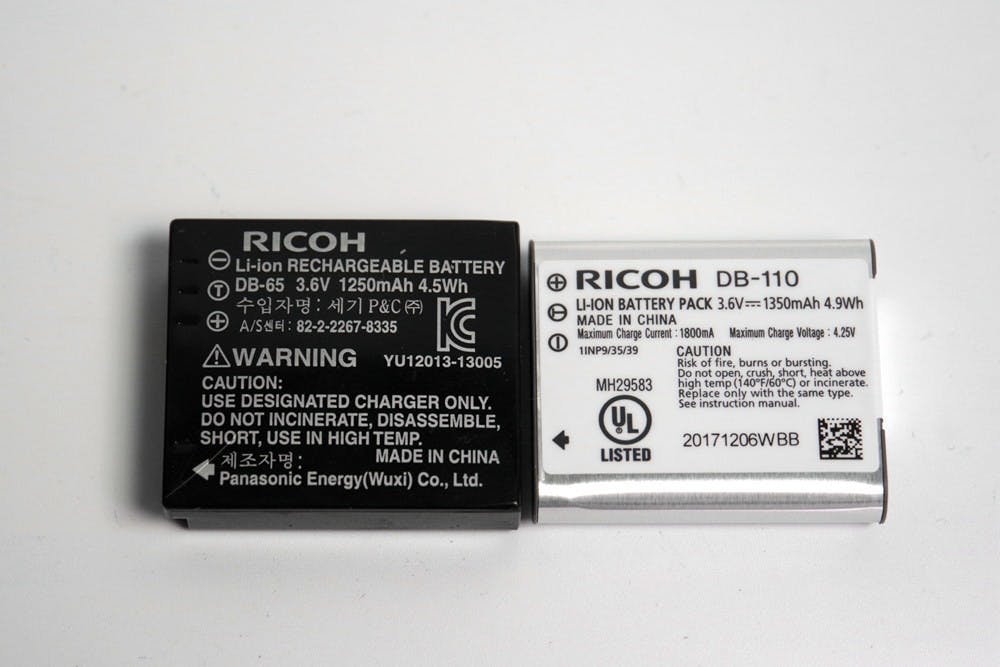 RICOH
Li-ion RECHARGEABLE BATTERY
DB-65 3.6V 1250mAh 4.5Wh
수입자명: 세기 P&C㈜
A/S센터: 82-2-2267-8335
YU12013-13005
WARNING
CAUTION:
USE DESIGNATED CHARGER ONLY.
DO NOT INCINERATE, DISASSEMBLE,
SHORT, USE IN HIGH TEMP.
제조자명: MADE IN CHINA
Panasonic Energy(Wuxi) Co., Ltd.
RICOH DB-110
LI-ION BATTERY PACK 3.6V⎓1350mAh 4.9Wh
MADE IN CHINA
Maximum Charge Current : 1800mA Maximum Charge Voltage : 4.25V
1INP9/35/39
CAUTION
Risk of fire, burns or bursting.
Do not open, crush, short, heat above
high temp (140°F/60°C) or incinerate.
Replace only with the same type.
See instruction manual.
MH29583
UL
LISTED
20171206WBB